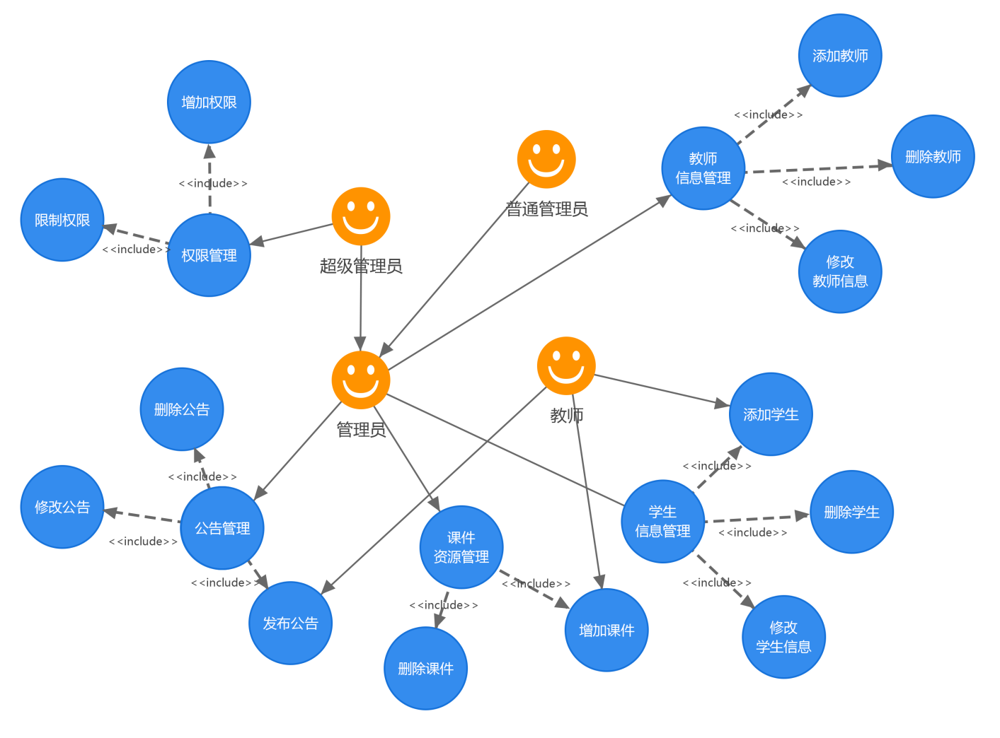 添加教师
增加权限
<<include>>
删除教师
教师
信息管理
<<include>>
<<include>>
限制权限
普通管理员
<<include>>
<<include>>
权限管理
超级管理员
修改
教师信息
删除公告
教师
添加学生
管理员
<<include>>
<<include>>
修改公告
公告管理
学生
信息管理
删除学生
<<include>>
<<include>>
课件
资源管理
<<include>>
<<include>>
<<include>>
<<include>>
发布公告
增加课件
修改
学生信息
删除课件